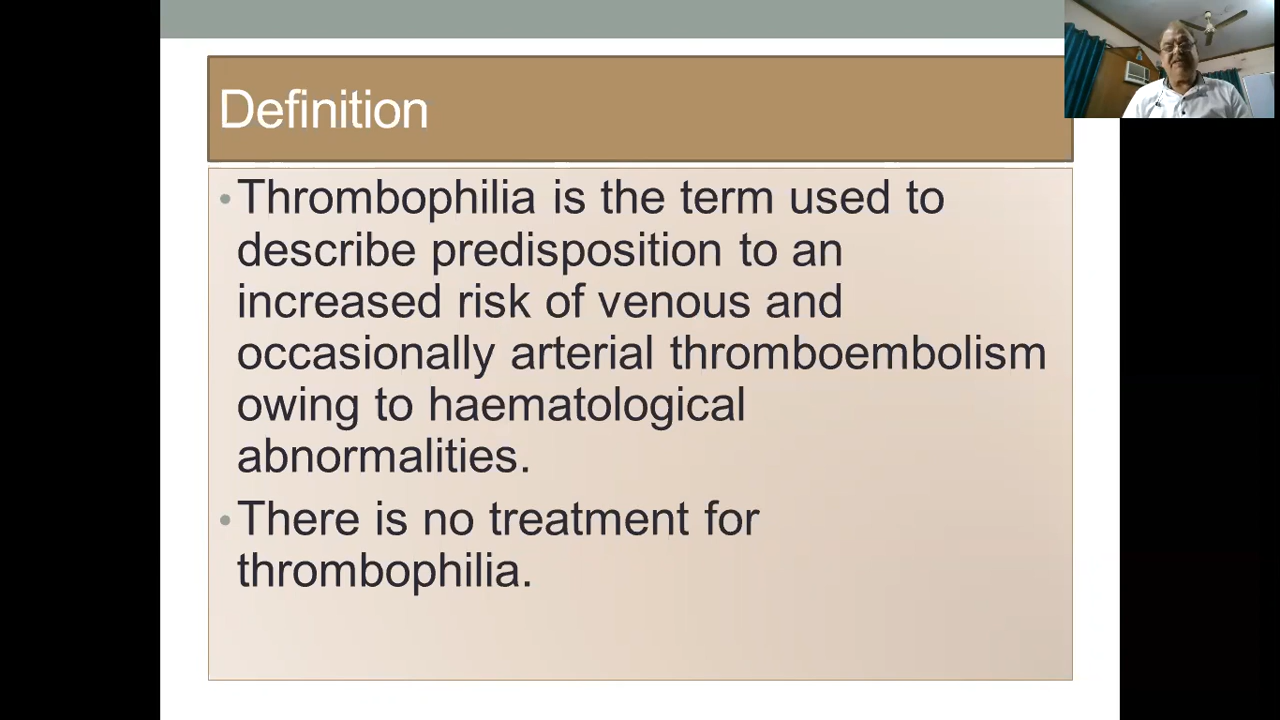 Definition
•Thrombophilia is the term used to
describe predisposition to an
increased risk of venous and
occasionally arterial thromboembolism
owing to haematological
abnormalities.
•There is no treatment for
thrombophilia.